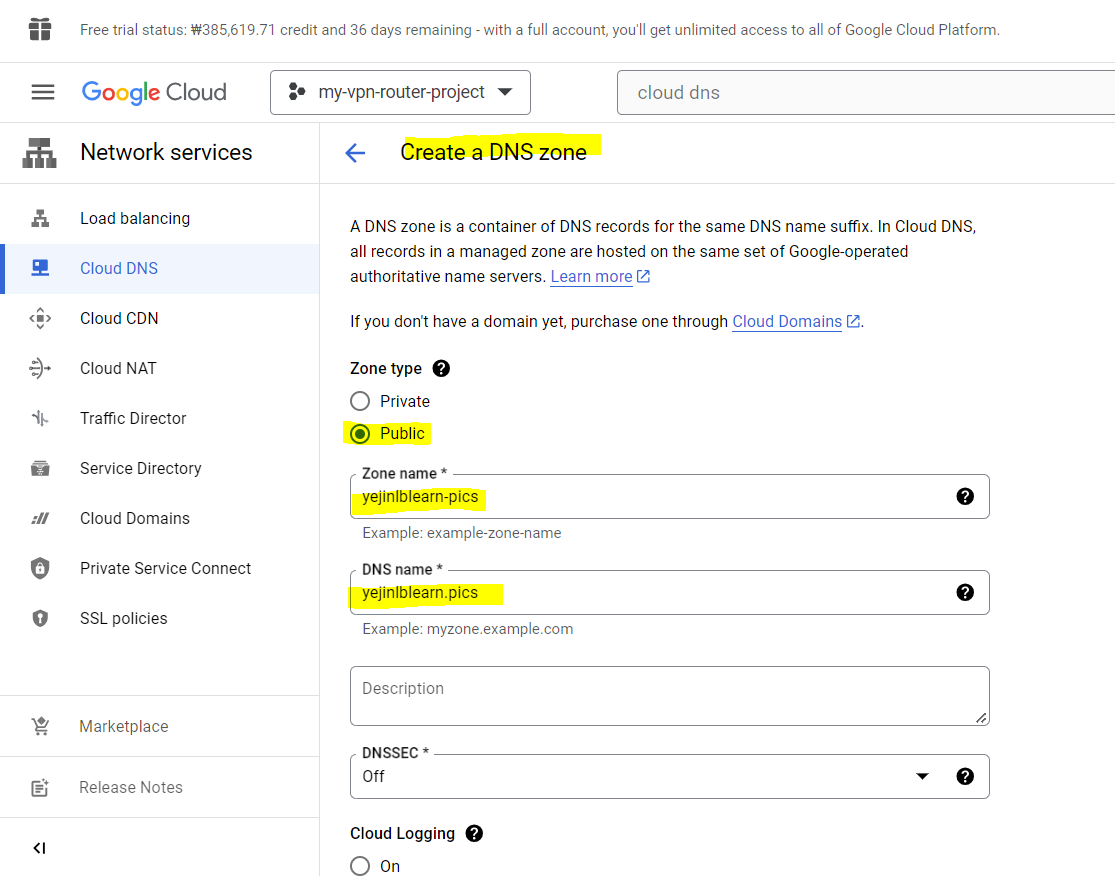 Free trial status: ₩385,619.71 credit and 36 days remaining - with a full account, you'll get unlimited access to all of Google Cloud Platform.
Google Cloud
my-vpn-router-project
cloud dns
Network services
Create a DNS zone
Load balancing
Cloud DNS
Cloud CDN
Cloud NAT
Traffic Director
Service Directory
Cloud Domains
Private Service Connect
SSL policies
Marketplace
Release Notes
A DNS zone is a container of DNS records for the same DNS name suffix. In Cloud DNS,
all records in a managed zone are hosted on the same set of Google-operated
authoritative name servers. Learn more
If you don't have a domain yet, purchase one through Cloud Domains.
Zone type
Private
Public
Zone name *
yejinlblearn-pics
Example: example-zone-name
DNS name *
yejinlblearn.pics
Example: myzone.example.com
Description
DNSSEC *
Off
Cloud Logging
On